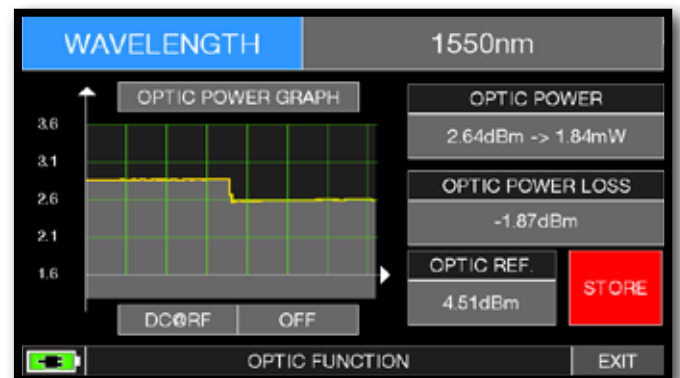 WAVELENGTH 1550nm
OPTIC POWER GRAPH
3.6
3.1
2.6
2.1
1.6
DC@RF OFF
OPTIC POWER
2.64dBm -> 1.84mW
OPTIC POWER LOSS
-1.87dBm
OPTIC REF.
4.51dBm
STORE
OPTIC FUNCTION EXIT